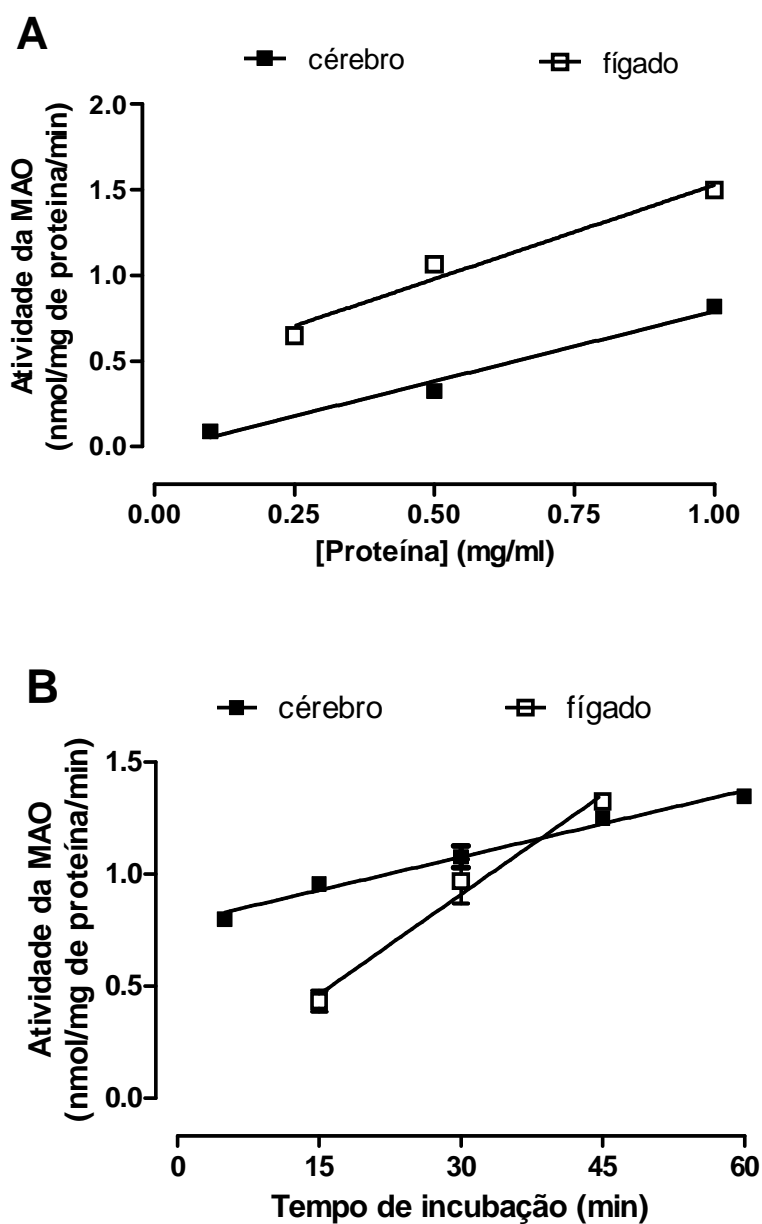 A
cérebro fígado
Atividade da MAO
(nmol/mg de proteína/min)
2.0
1.5
1.0
0.5
0.0
0.00 0.25 0.50 0.75 1.00
[Proteína] (mg/ml)
B
cérebro fígado
Atividade da MAO
(nmol/mg de proteína/min)
1.5
1.0
0.5
0.0
0 15 30 45 60
Tempo de incubação (min)